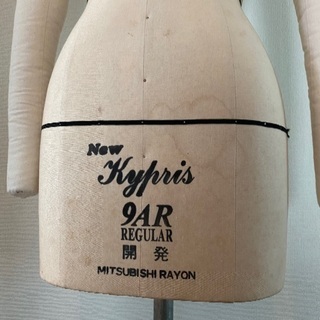 New
Kypris
9AR
REGULAR
開発
MITSUBISHI RAYON